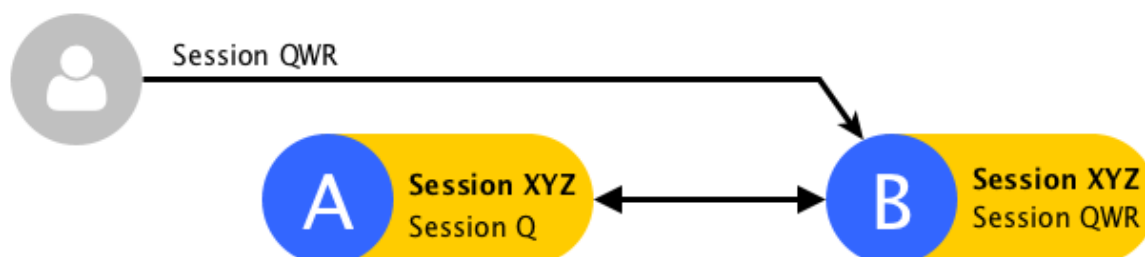 Session QWR
A
Session XYZ
Session Q
B
Session XYZ
Session QWR